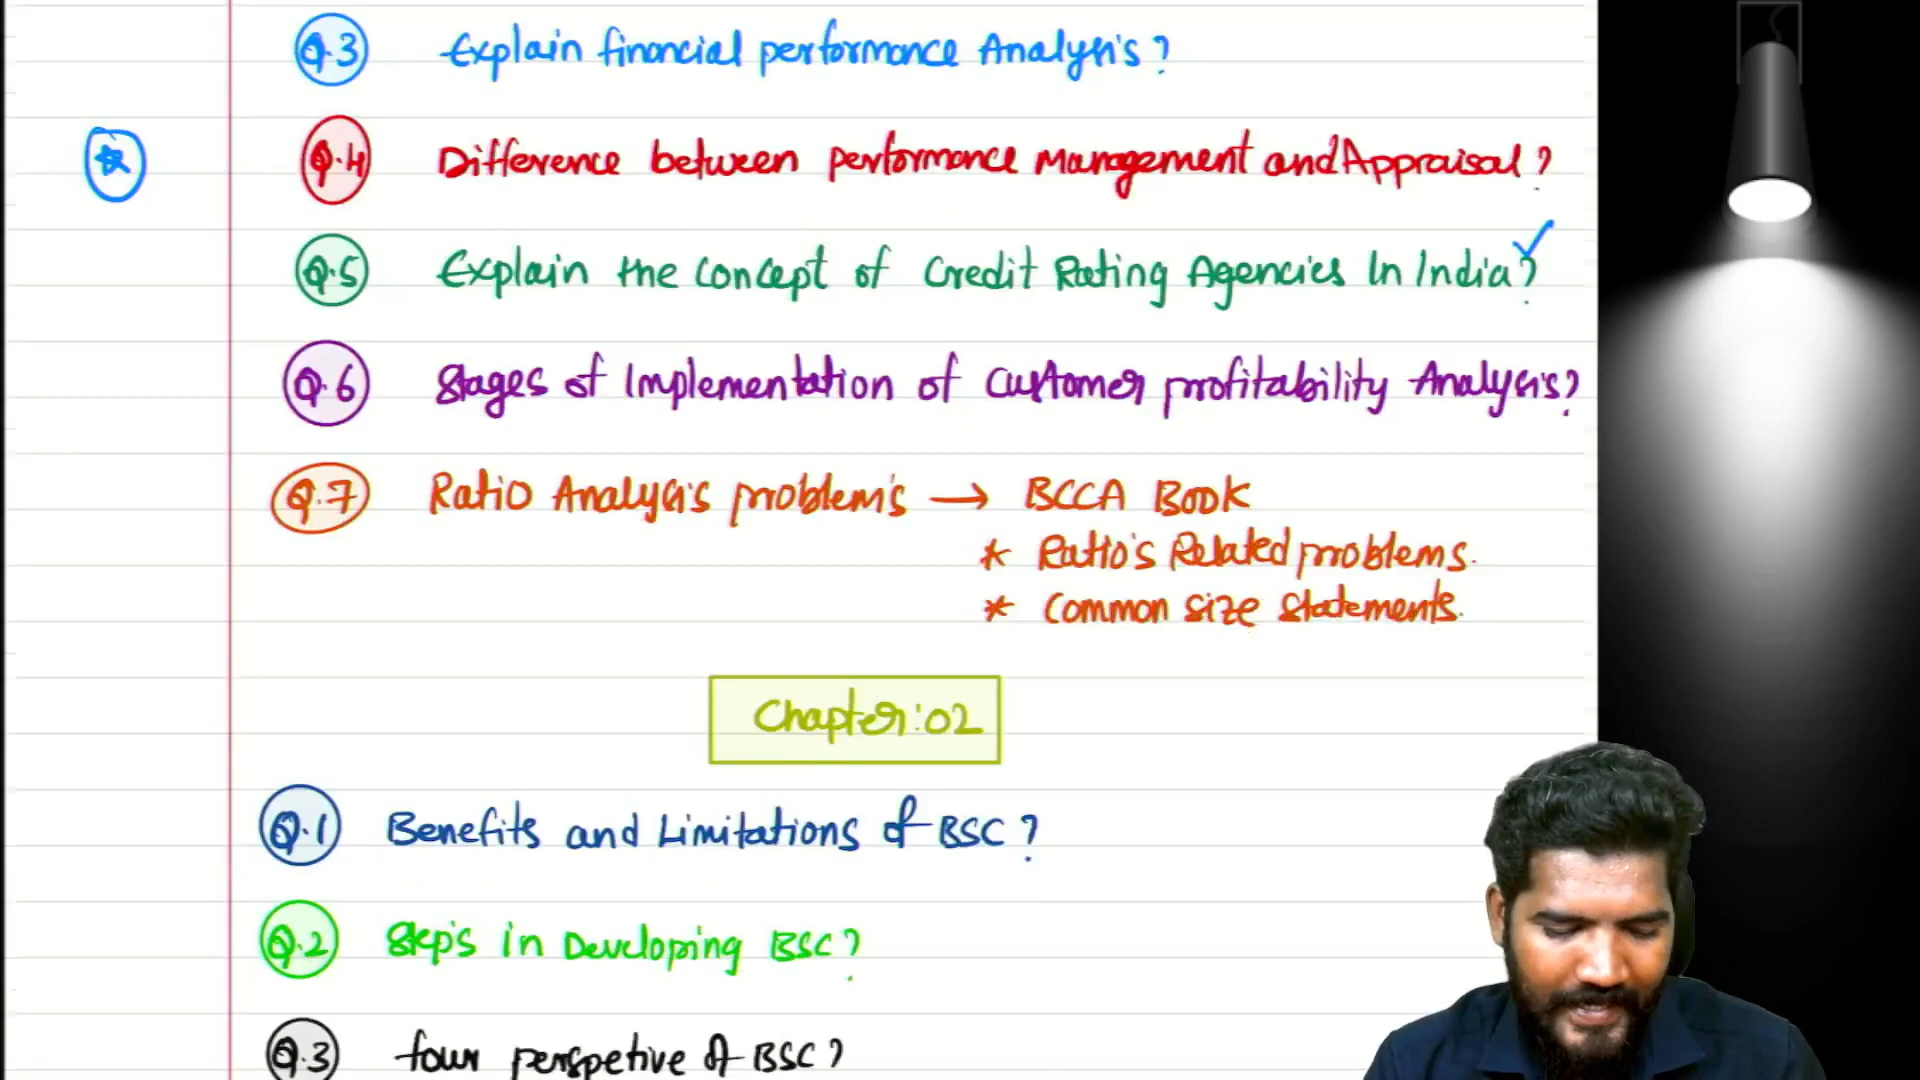 Q.3 Explain financial performance Analysis?
Q.4 Difference between performance Management and Appraisal?
Q.5 Explain the concept of Credit Rating Agencies In India?
Q.6 Stages of Implementation of Customer profitability Analysis?
Q.7 Ratio Analysis problem's → BCCA BOOK
* Ratio's Related problems.
* Common size statements.
Chapter:02
Q.1 Benefits and Limitations of BSC?
Q.2 Step's in Developing BSC?
Q.3 four perspetive of BSC?